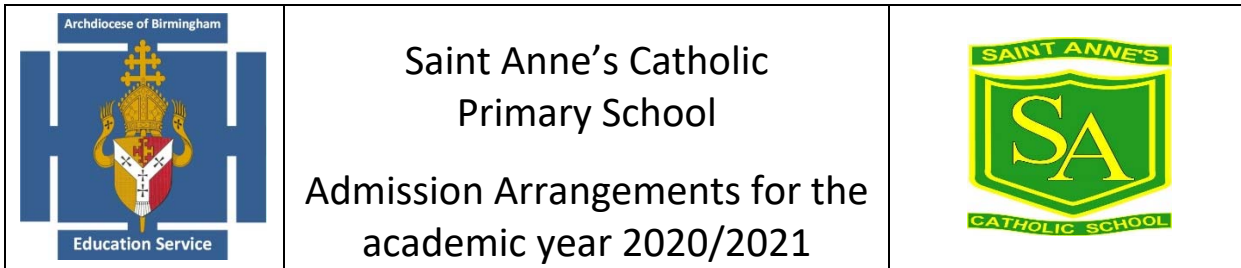 Archdiocese of Birmingham
Education Service
Saint Anne’s Catholic
Primary School
Admission Arrangements for the
academic year 2020/2021
SAINT ANNE'S
SA
CATHOLIC SCHOOL